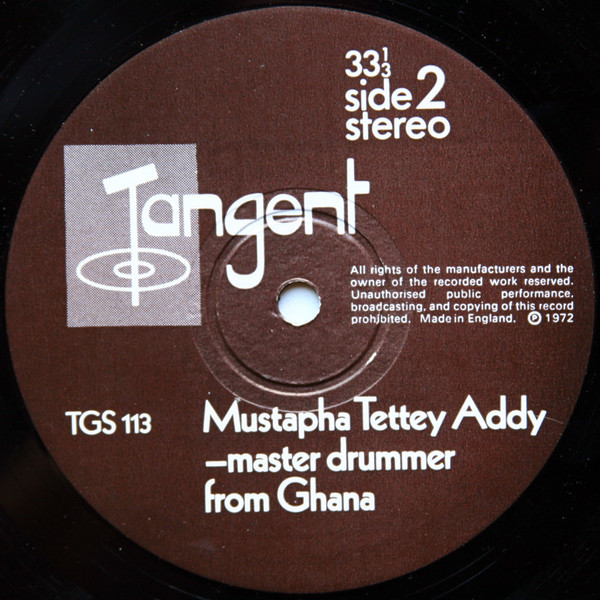 33⅓
side 2
stereo
Tangent
All rights of the manufacturers and the
owner of the recorded work reserved.
Unauthorised public performance,
broadcasting, and copying of this record
prohibited. Made in England. ℗ 1972
TGS 113 Mustapha Tettey Addy
–master drummer
from Ghana